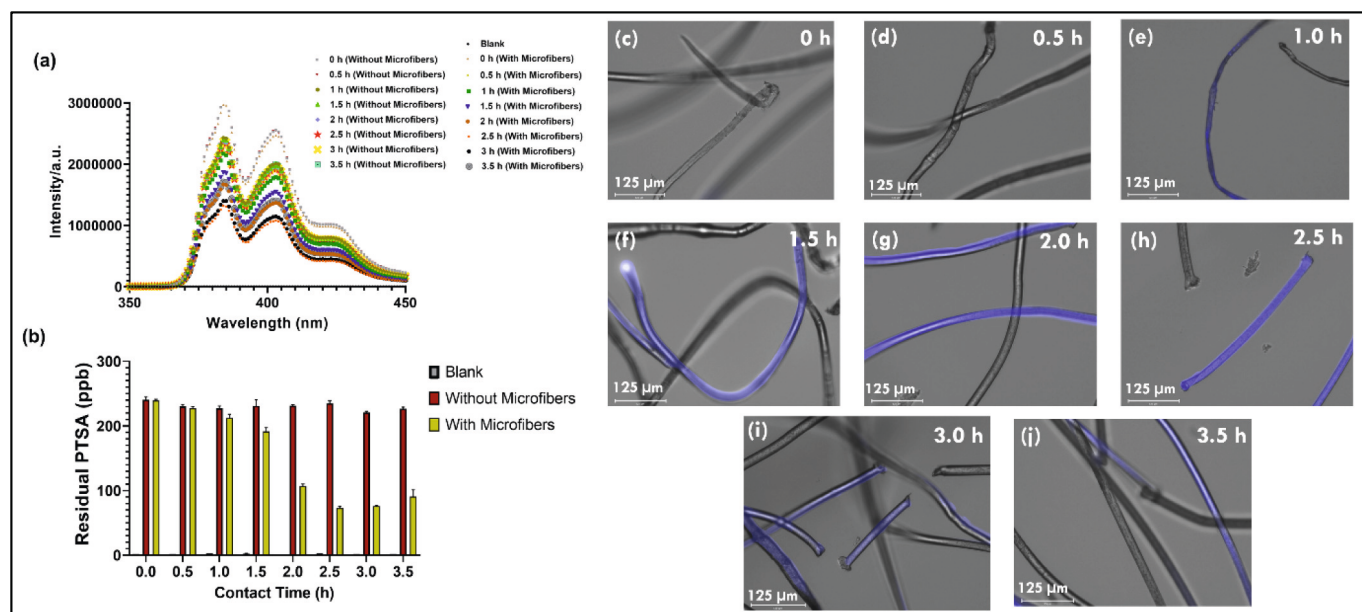 (a)
0 h (Without Microfibers)
0.5 h (Without Microfibers)
1 h (Without Microfibers)
1.5 h (Without Microfibers)
2 h (Without Microfibers)
2.5 h (Without Microfibers)
3 h (Without Microfibers)
3.5 h (Without Microfibers)
Blank
0 h (With Microfibers)
0.5 h (With Microfibers)
1 h (With Microfibers)
1.5 h (With Microfibers)
2 h (With Microfibers)
2.5 h (With Microfibers)
3 h (With Microfibers)
3.5 h (With Microfibers)
Intensity/a.u.
3000000
2000000
1000000
0
350 400 450
Wavelength (nm)
(b)
Residual PTSA (ppb)
300
200
100
0
0.0 0.5 1.0 1.5 2.0 2.5 3.0 3.5
Contact Time (h)
Blank
Without Microfibers
With Microfibers
(c) 0 h
125 µm
(d) 0.5 h
125 µm
(e) 1.0 h
125 µm
(f) 1.5 h
125 µm
(g) 2.0 h
125 µm
(h) 2.5 h
125 µm
(i) 3.0 h
125 µm
(j) 3.5 h
125 µm